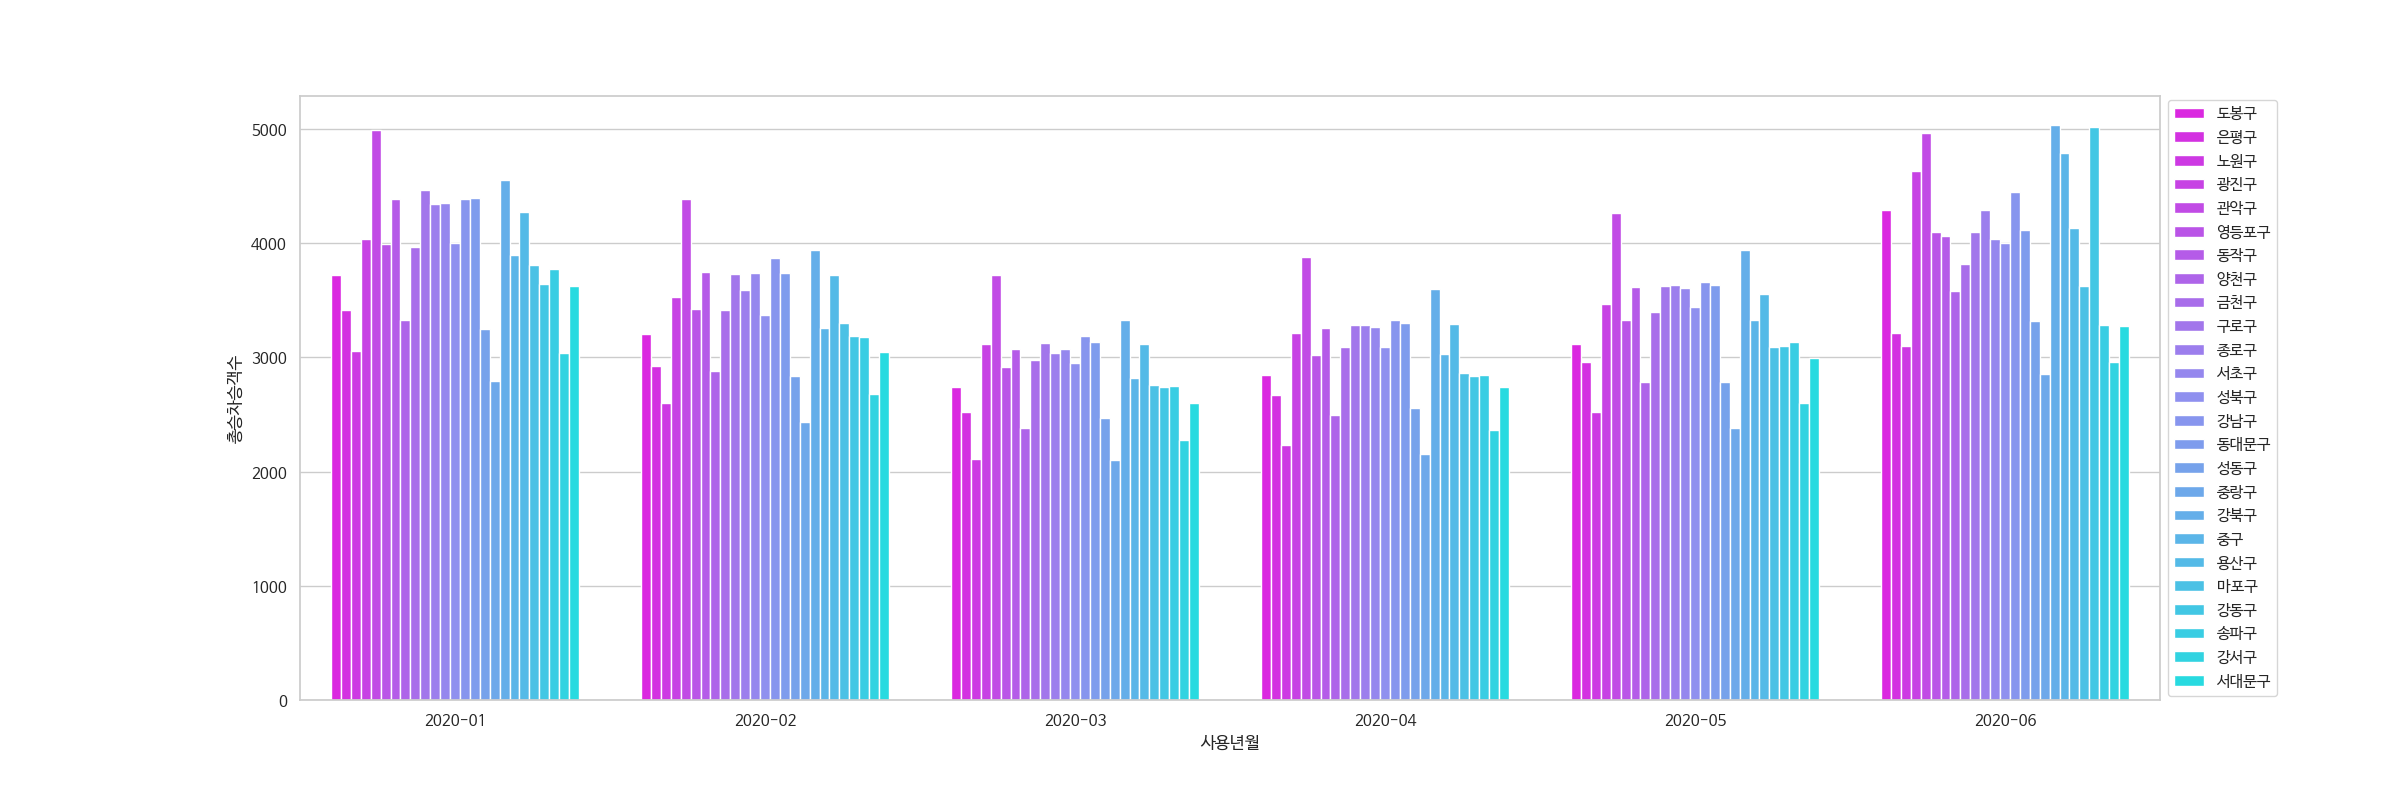 5000
4000
3000
2000
1000
0
총승차승객수
2020-01
2020-02
2020-03
2020-04
2020-05
2020-06
사용년월
도봉구
은평구
노원구
광진구
관악구
영등포구
동작구
양천구
금천구
구로구
종로구
서초구
성북구
강남구
동대문구
성동구
중랑구
강북구
중구
용산구
마포구
강동구
송파구
강서구
서대문구